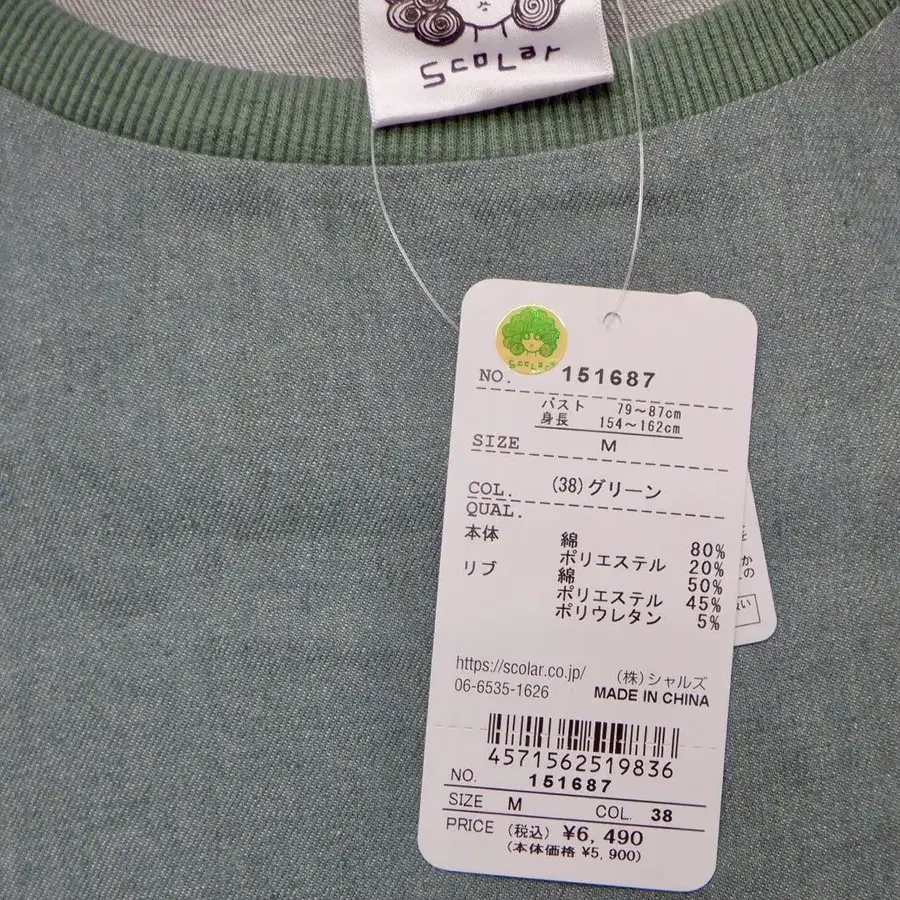 ScoLar
ScoLar
NO. 151687
バスト 79～87cm
身長 154～162cm
SIZE M
COL. (38)グリーン
QUAL.
本体 綿 80%
ポリエステル 20%
リブ 綿 50%
ポリエステル 45%
ポリウレタン 5%
https://scolar.co.jp/ (株)シャルズ
06-6535-1626 MADE IN CHINA
4571562519836
NO. 151687
SIZE M COL. 38
PRICE (税込) ¥6,490
(本体価格 ¥5,900)